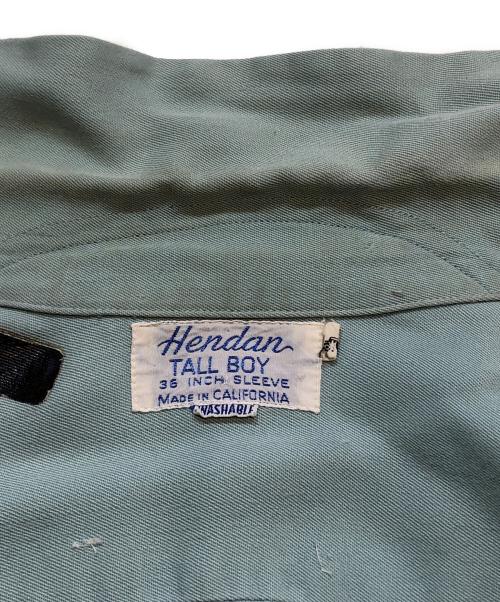 Hendan
TALL BOY
36 INCH SLEEVE
MADE IN CALIFORNIA
WASHABLE